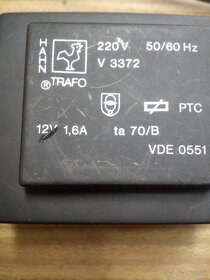 HAHN
220V 50/60 Hz
V 3372
® TRAFO
PTC
12V 1,6A ta 70/B
VDE 0551